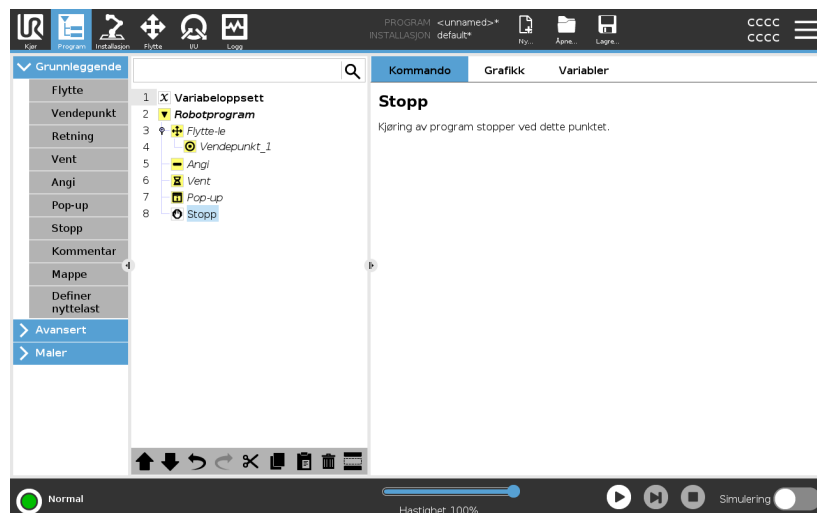 UR
PROGRAM <unnamed>*
INSTALLASJON default*
CCCC
CCCC
Kjør
Program
Installasjon
Flytte
I/U
Logg
Ny...
Åpne...
Lagre...
Grunnleggende
Flytte
Vendepunkt
Retning
Vent
Angi
Pop-up
Stopp
Kommentar
Mappe
Definer
nyttelast
Avansert
Maler
1 X Variabeloppsett
2 Robotprogram
3 Flytte-le
4 Vendepunkt_1
5 Angi
6 Vent
7 Pop-up
8 Stopp
Kommando
Grafikk
Variabler
Stopp
Kjøring av program stopper ved dette punktet.
Normal
Hastighet 100%
Simulering